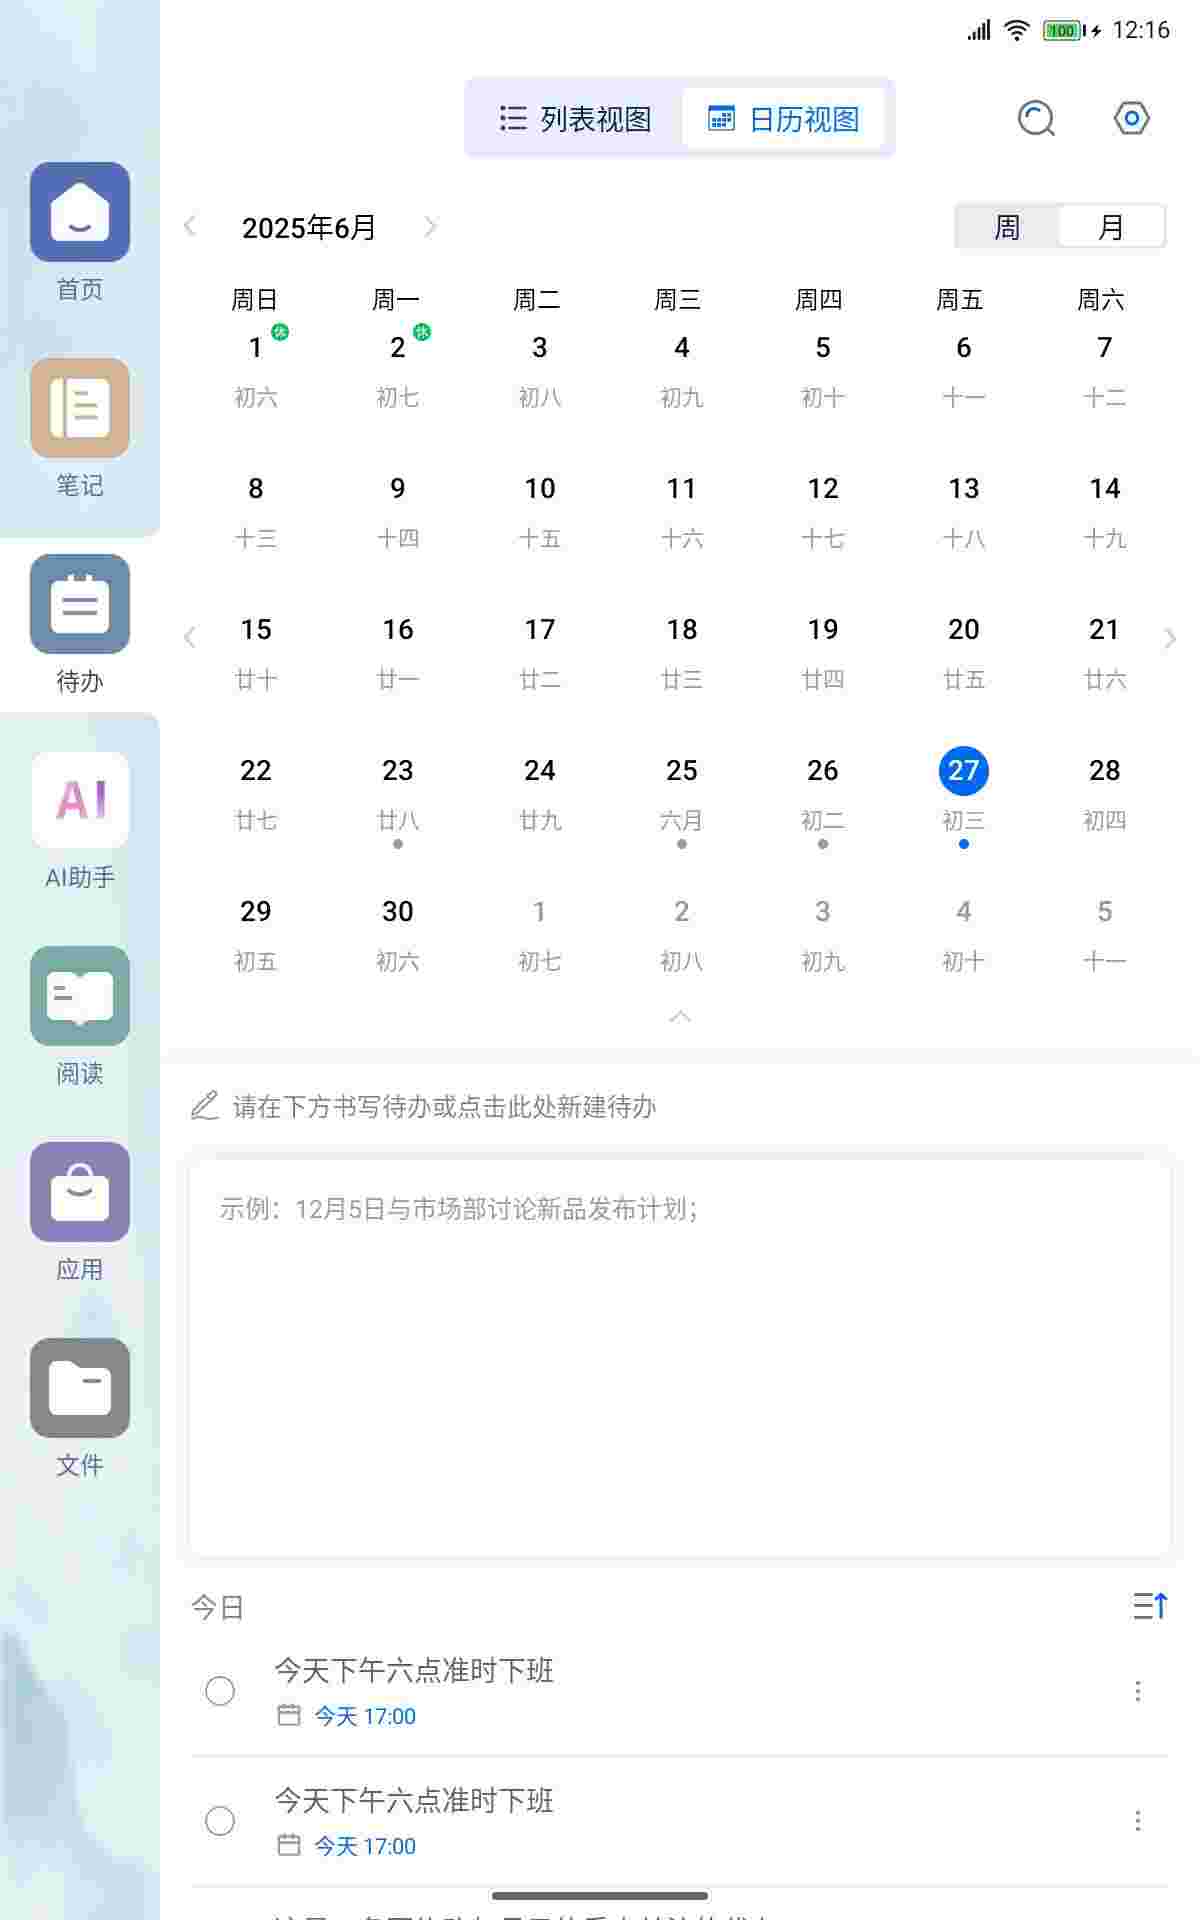 100 12:16
列表视图 日历视图
2025年6月 周 月
周日 周一 周二 周三 周四 周五 周六
1 休 2 休 3 4 5 6 7
初六 初七 初八 初九 初十 十一 十二
8 9 10 11 12 13 14
十三 十四 十五 十六 十七 十八 十九
15 16 17 18 19 20 21
廿十 廿一 廿二 廿三 廿四 廿五 廿六
22 23 24 25 26 27 28
廿七 廿八 廿九 六月 初二 初三 初四
29 30 1 2 3 4 5
初五 初六 初七 初八 初九 初十 十一
请在下方书写待办或点击此处新建待办
示例：12月5日与市场部讨论新品发布计划；
今日
今天下午六点准时下班
今天 17:00
今天下午六点准时下班
今天 17:00
首页
笔记
待办
AI
AI助手
阅读
应用
文件